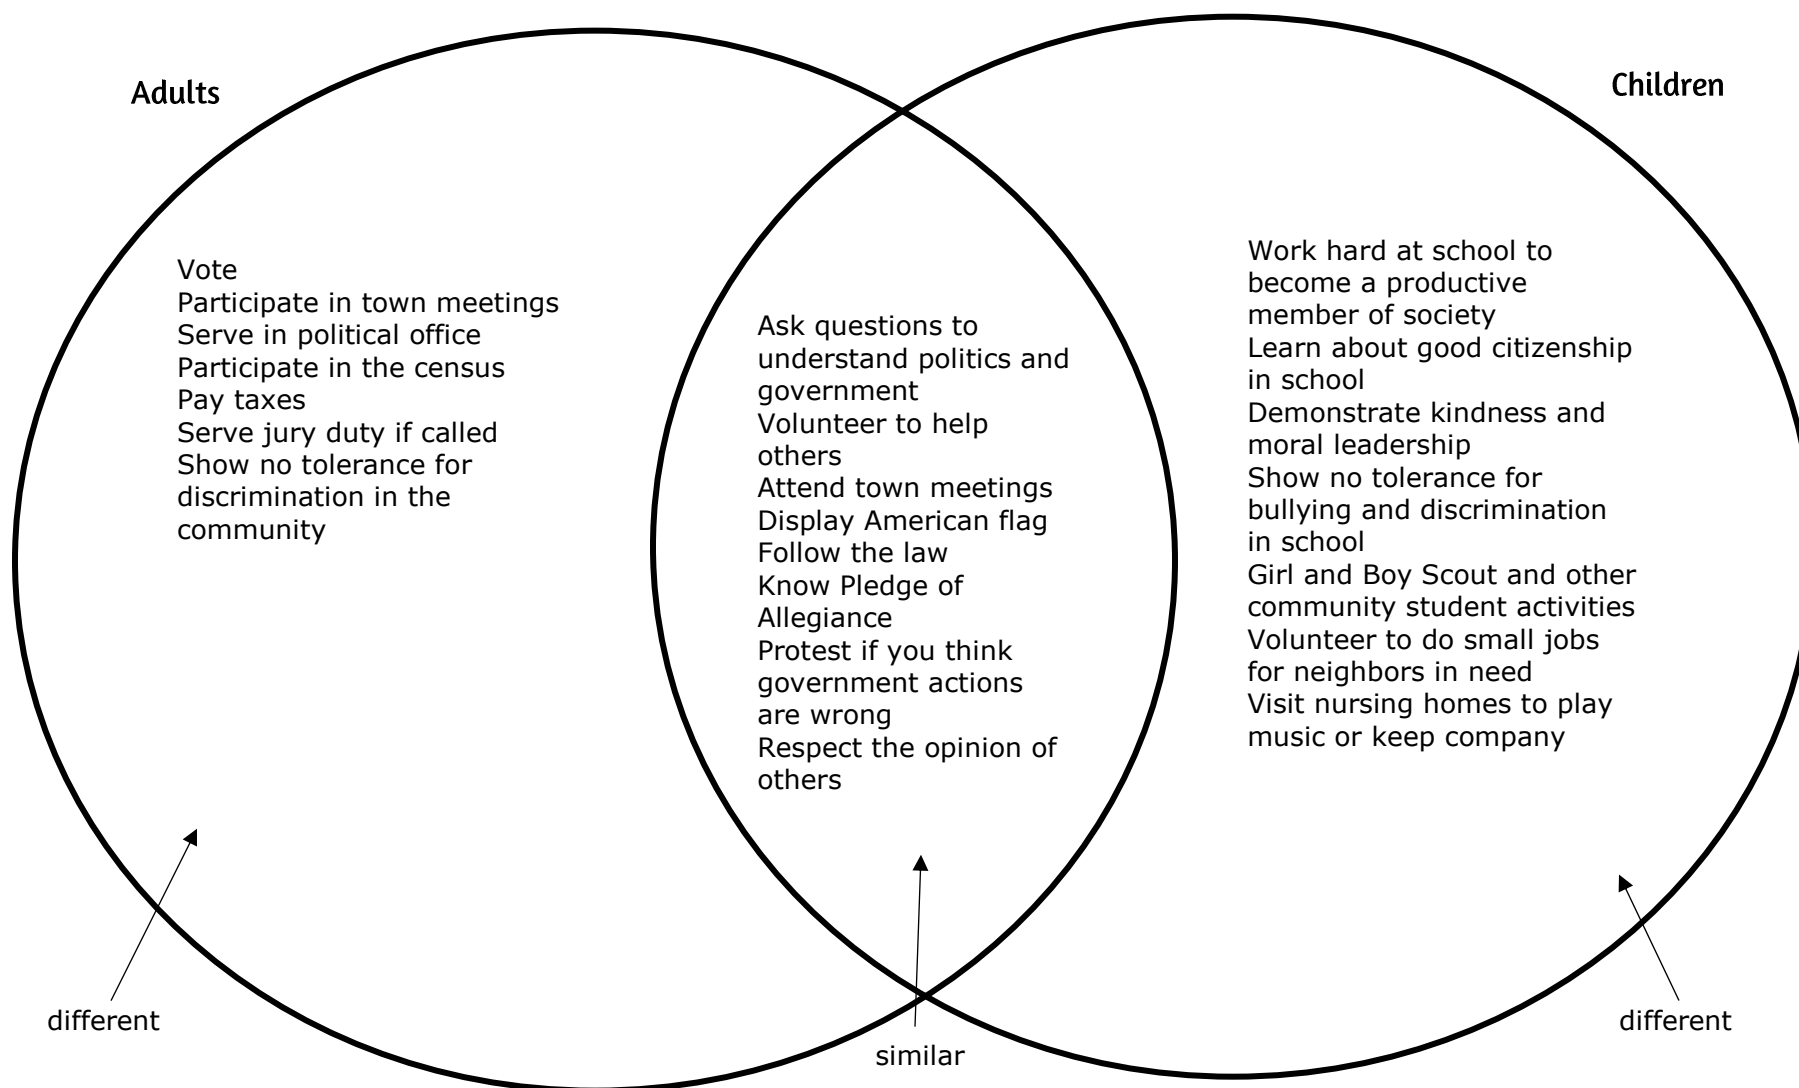 Adults
Children
Vote
Participate in town meetings
Serve in political office
Participate in the census
Pay taxes
Serve jury duty if called
Show no tolerance for
discrimination in the
community
Ask questions to
understand politics and
government
Volunteer to help
others
Attend town meetings
Display American flag
Follow the law
Know Pledge of
Allegiance
Protest if you think
government actions
are wrong
Respect the opinion of
others
Work hard at school to
become a productive
member of society
Learn about good citizenship
in school
Demonstrate kindness and
moral leadership
Show no tolerance for
bullying and discrimination
in school
Girl and Boy Scout and other
community student activities
Volunteer to do small jobs
for neighbors in need
Visit nursing homes to play
music or keep company
different
similar
different